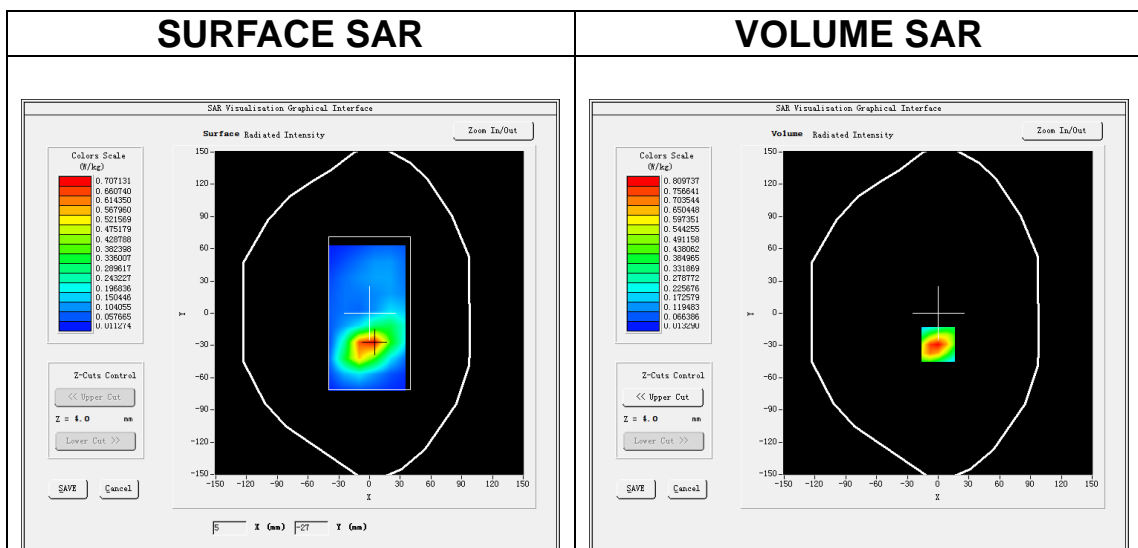 SURFACE SAR
SAR Visualisation Graphical Interface
Surface Radiated Intensity
Zoom In/Out
Colors Scale
(W/kg)
0.707131
0.660740
0.614350
0.567960
0.521569
0.475179
0.428788
0.382398
0.336007
0.289617
0.243227
0.196836
0.150446
0.104055
0.057665
0.011274
Z-Cuts Control
<< Upper Cut
Z = 4.0 mm
Lower Cut >>
SAVE Cancel
150
120
90
60
30
0
-30
-60
-90
-120
-150
Y
-150 -120 -90 -60 -30 0 30 60 90 120 150
X
5 X (mm) -27 Y (mm)
VOLUME SAR
SAR Visualisation Graphical Interface
Volume Radiated Intensity
Zoom In/Out
Colors Scale
(W/kg)
0.809737
0.756641
0.703544
0.650448
0.597351
0.544255
0.491158
0.438062
0.384965
0.331869
0.278772
0.225676
0.172579
0.119483
0.066386
0.013290
Z-Cuts Control
<< Upper Cut
Z = 4.0 mm
Lower Cut >>
SAVE Cancel
150
120
90
60
30
0
-30
-60
-90
-120
-150
Y
-150 -120 -90 -60 -30 0 30 60 90 120 150
X